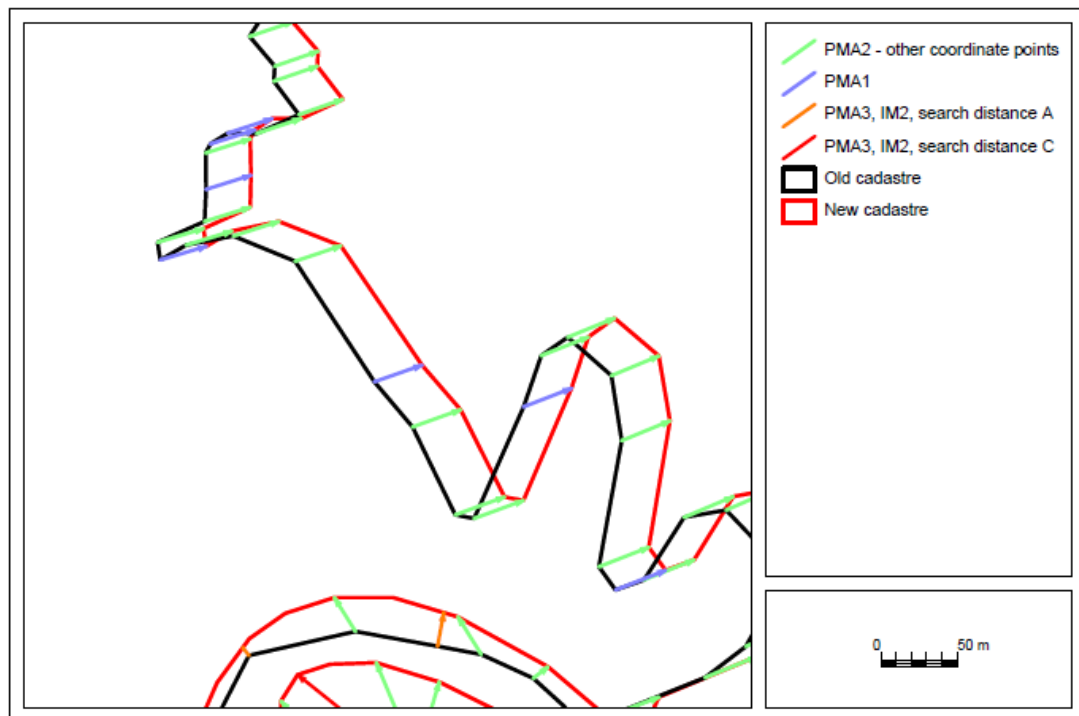 PMA2 - other coordinate points
PMA1
PMA3, IM2, search distance A
PMA3, IM2, search distance C
Old cadastre
New cadastre
0 50 m